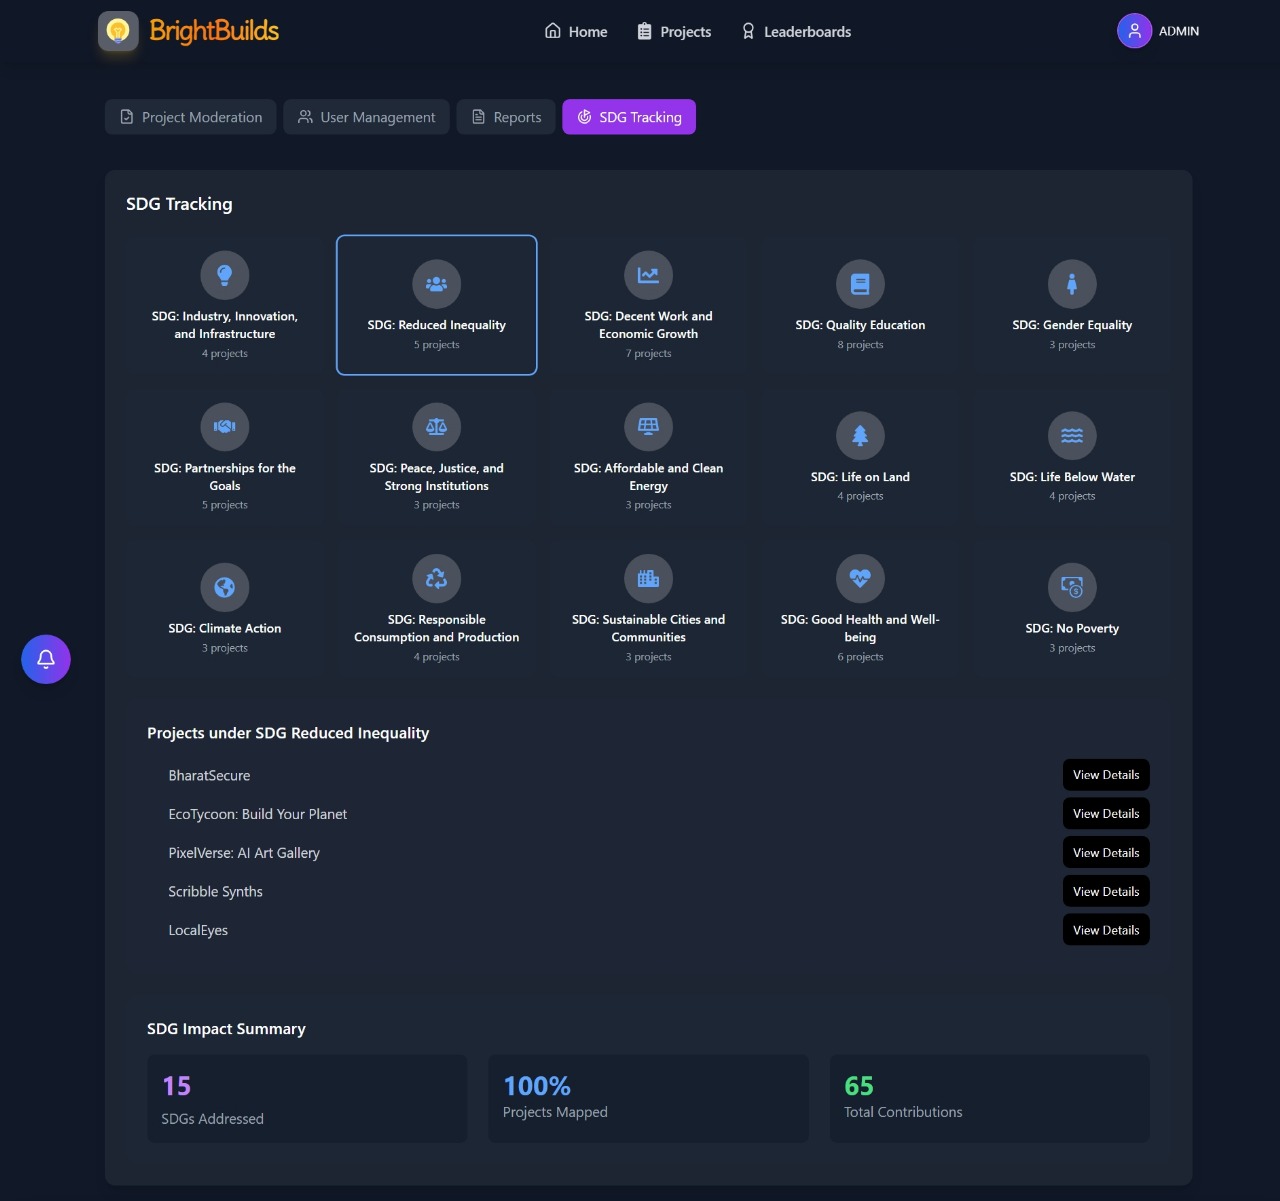 BrightBuilds
Home
Projects
Leaderboards
ADMIN
Project Moderation
User Management
Reports
SDG Tracking
SDG Tracking
SDG: Industry, Innovation,
and Infrastructure
4 projects
SDG: Reduced Inequality
5 projects
SDG: Decent Work and
Economic Growth
7 projects
SDG: Quality Education
8 projects
SDG: Gender Equality
3 projects
SDG: Partnerships for the
Goals
5 projects
SDG: Peace, Justice, and
Strong Institutions
3 projects
SDG: Affordable and Clean
Energy
3 projects
SDG: Life on Land
4 projects
SDG: Life Below Water
4 projects
SDG: Climate Action
3 projects
SDG: Responsible
Consumption and Production
4 projects
SDG: Sustainable Cities and
Communities
3 projects
SDG: Good Health and Well-
being
6 projects
SDG: No Poverty
3 projects
Projects under SDG Reduced Inequality
BharatSecure
View Details
EcoTycoon: Build Your Planet
View Details
PixelVerse: AI Art Gallery
View Details
Scribble Synths
View Details
LocalEyes
View Details
SDG Impact Summary
15
SDGs Addressed
100%
Projects Mapped
65
Total Contributions